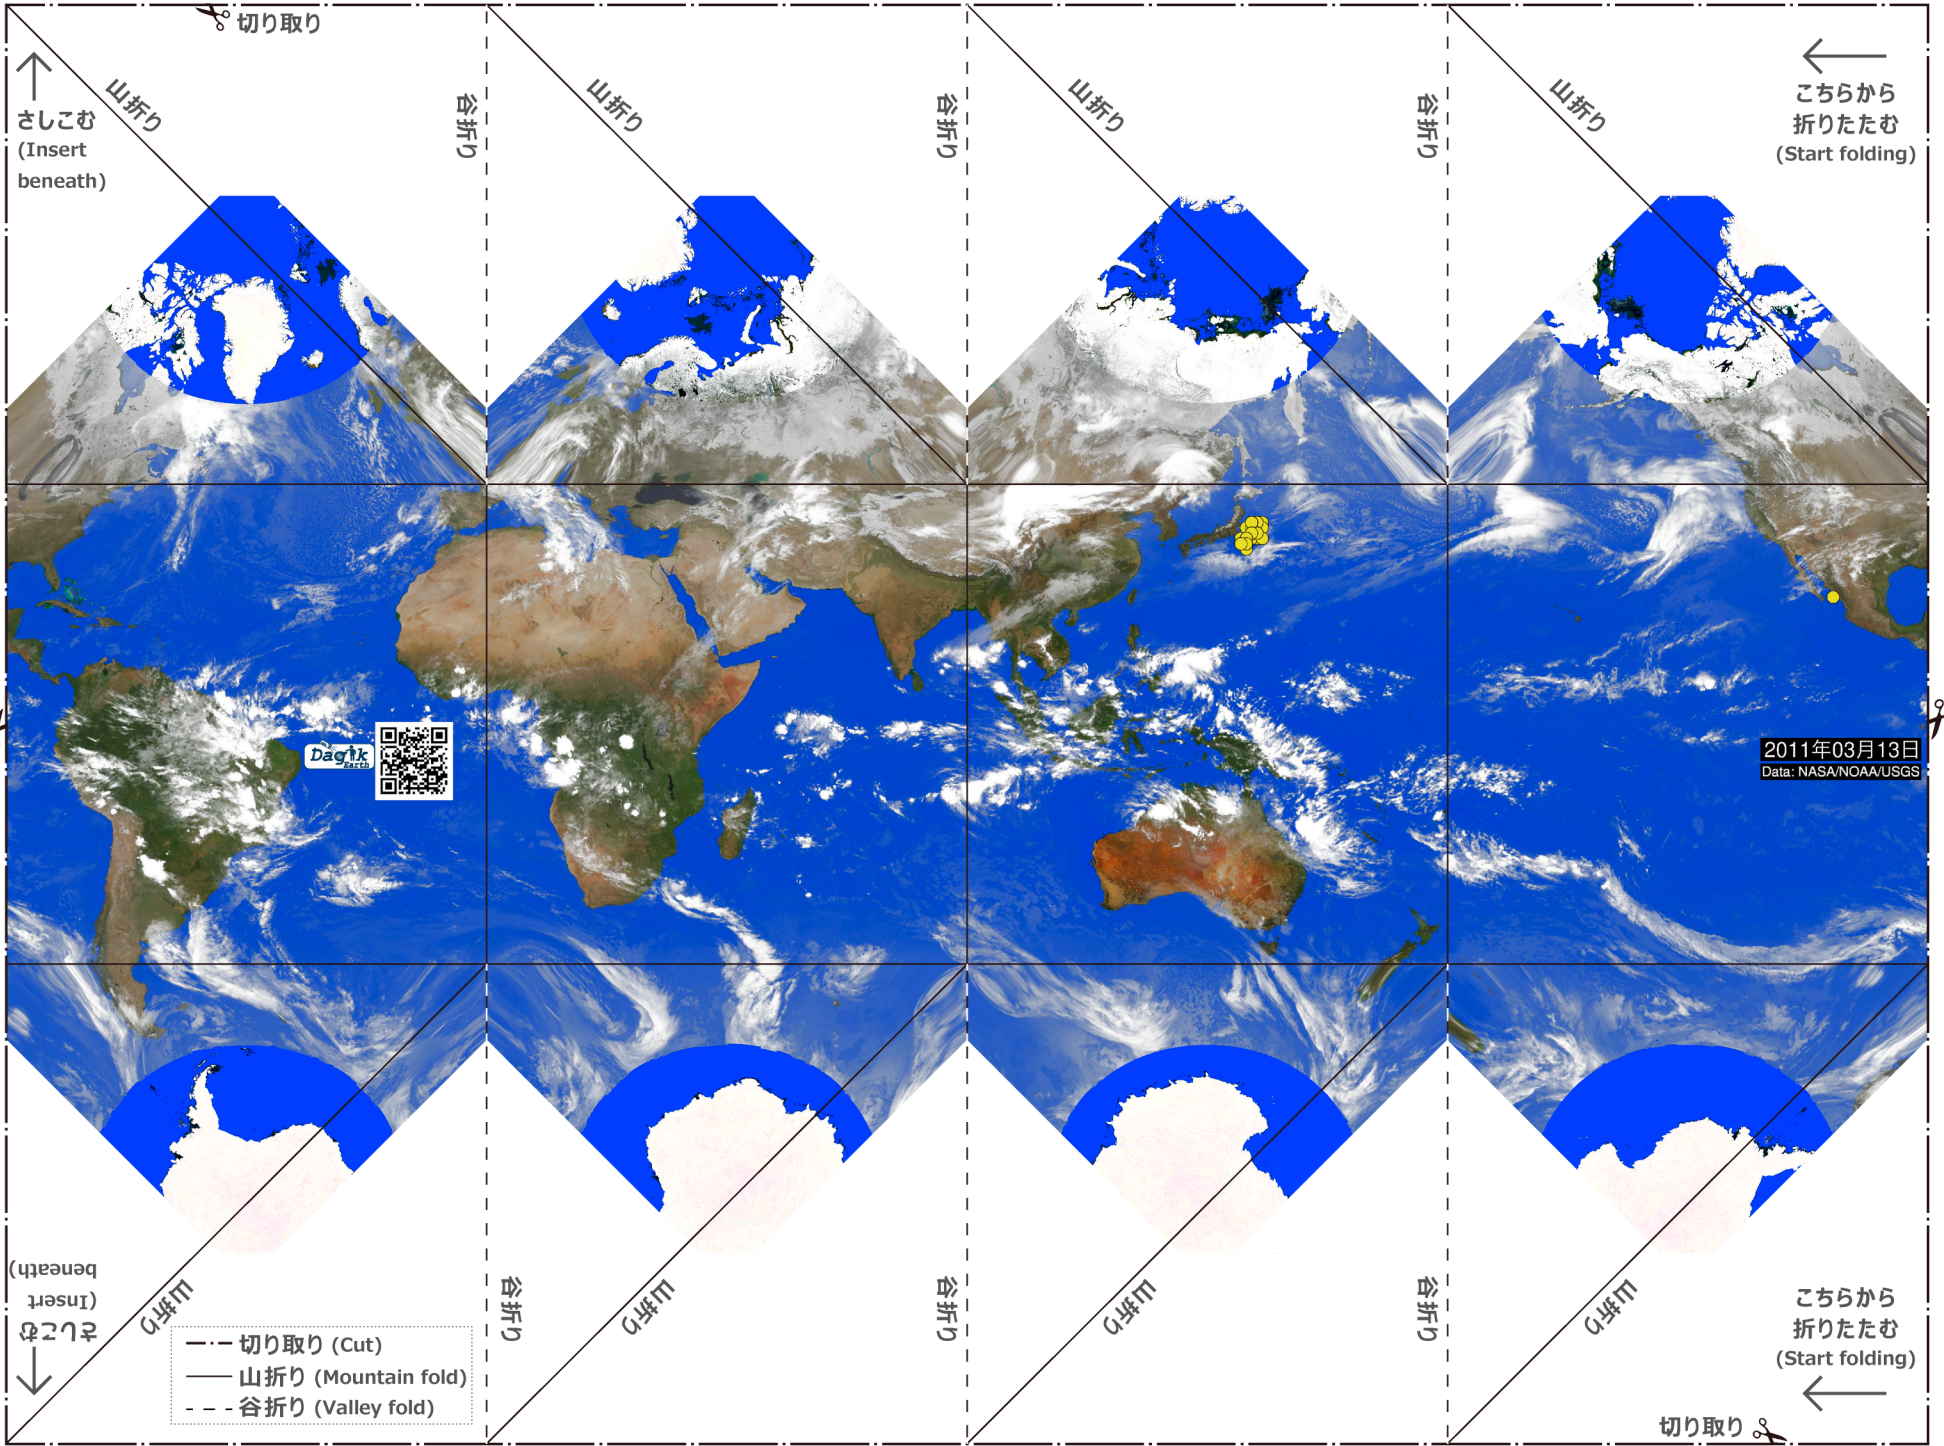 切り取り
山折り
谷折り
山折り
谷折り
山折り
谷折り
山折り
さしこむ
(Insert
beneath)
こちらから
折りたたむ
(Start folding)
Dagik
Earth
2011年03月13日
Data: NASA/NOAA/USGS
さしこむ
(Insert
beneath)
山折り
谷折り
山折り
谷折り
山折り
谷折り
山折り
こちらから
折りたたむ
(Start folding)
切り取り (Cut)
山折り (Mountain fold)
谷折り (Valley fold)
切り取り